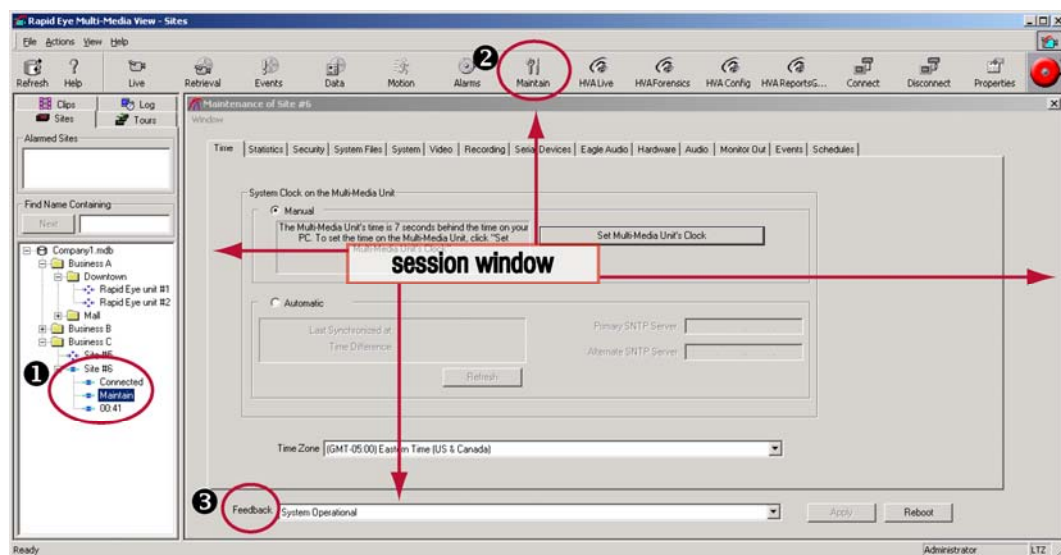 Rapid Eye Multi-Media View - Sites
File Actions View Help
Refresh Help Live Retrieval Events Data Motion Alarms Maintain HVA Live HVAForensics HVA Config HVA ReportsG... Connect Disconnect Properties
❷
Clips Log
Sites Tours
Alarmed Sites
Find Name Containing
Next
Company1.mdb
Business A
Downtown
Rapid Eye unit #1
Rapid Eye unit #2
Mall
Business B
Business C
Site #5
Site #6
Connected
Maintain
00:41
❶
Maintenance of Site #6
Window
Time Statistics Security System Files System Video Recording Serial Devices Eagle Audio Hardware Audio Monitor Out Events Schedules
System Clock on the Multi-Media Unit
Manual
The Multi-Media Unit's time is 7 seconds behind the time on your
PC. To set the time on the Multi-Media Unit, click "Set
Multi-Media Unit's Clock"
Set Multi-Media Unit's Clock
session window
Automatic
Last Synchronized at
Time Difference
Primary SNTP Server
Alternate SNTP Server
Refresh
Time Zone (GMT-05:00) Eastern Time (US & Canada)
❸ Feedback System Operational
Apply Reboot
Ready Administrator LTZ